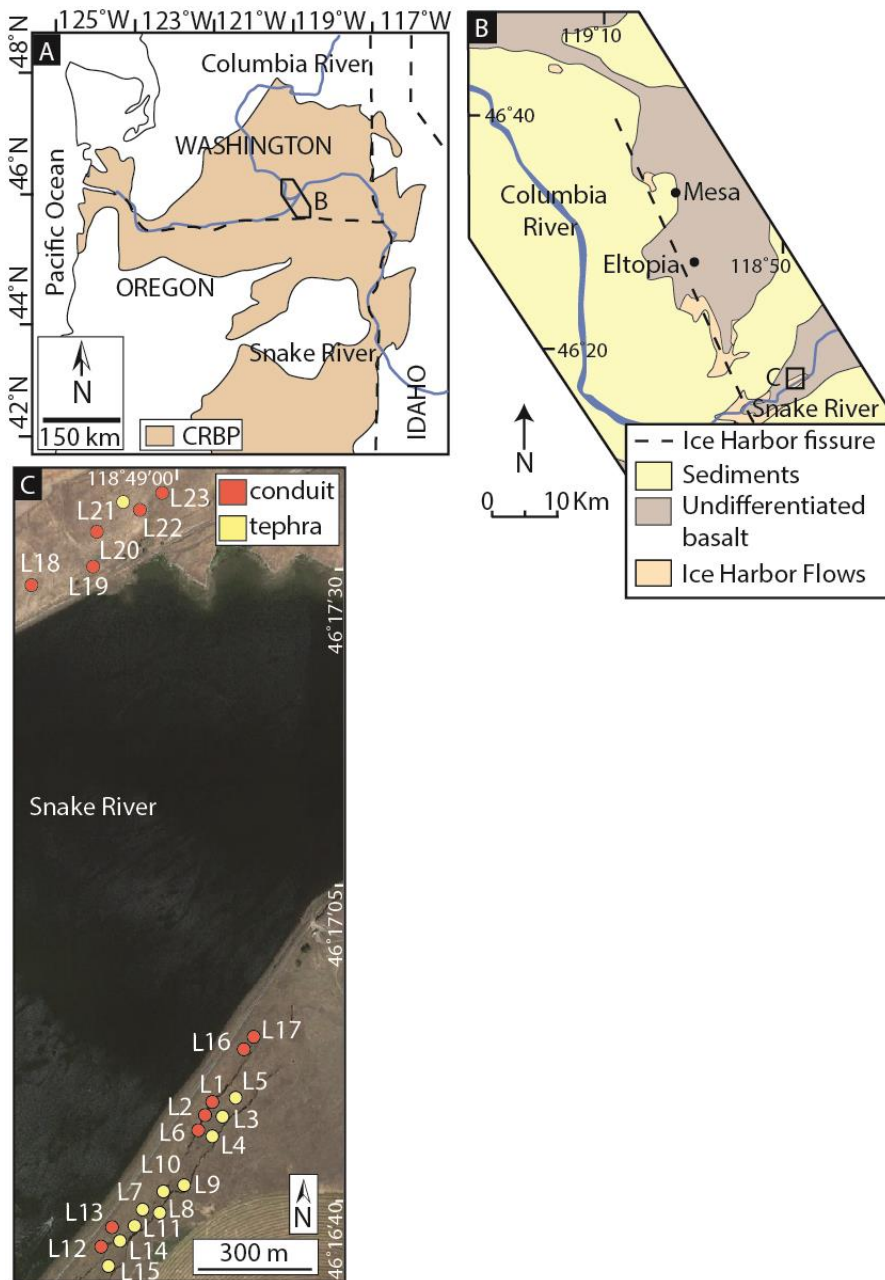 125°W 123°W 119°W 117°W
48°N
46°N
44°N
42°N
A
Columbia River
WASHINGTON
B
Pacific Ocean
OREGON
Snake River
IDAHO
N
150 km
CRBP
B
119˚10
46˚40
Columbia
River
Mesa
Eltopia
118˚50
46˚20
C
Snake River
N
0 10 Km
Ice Harbor fissure
Sediments
Undifferentiated
basalt
Ice Harbor Flows
C
118˚49'00
conduit
tephra
L23
L21
L22
L20
L18
L19
46˚17'30
Snake River
46˚17'05
L17
L16
L1
L5
L2
L3
L6
L4
L10
L9
L7
L8
L13
L11
L12
L14
L15
46˚16'40
N
300 m